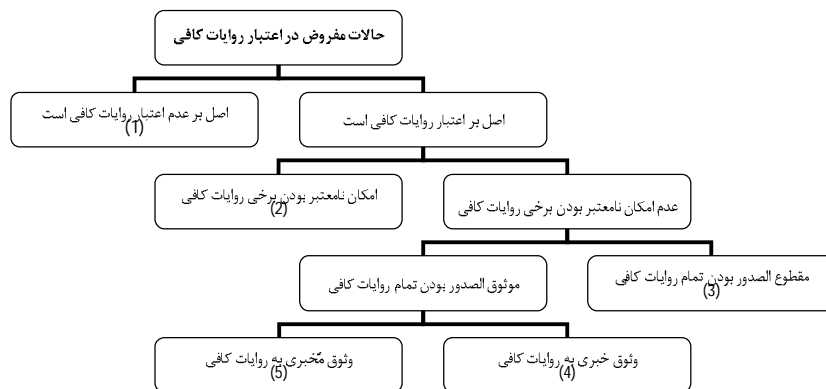 حالات مفروض در اعتبار روایات کافی
اصل بر اعتبار روایات کافی است
اصل بر عدم اعتبار روایات کافی است
(1)
عدم امکان نامعتبر بودن برخی روایات کافی
امکان نامعتبر بودن برخی روایات کافی
(2)
مقطوع الصدور بودن تمام روایات کافی
(3)
موثوق الصدور بودن تمام روایات کافی
وثوق خبری به روایات کافی
(4)
وثوق مُخبری به روایات کافی
(5)